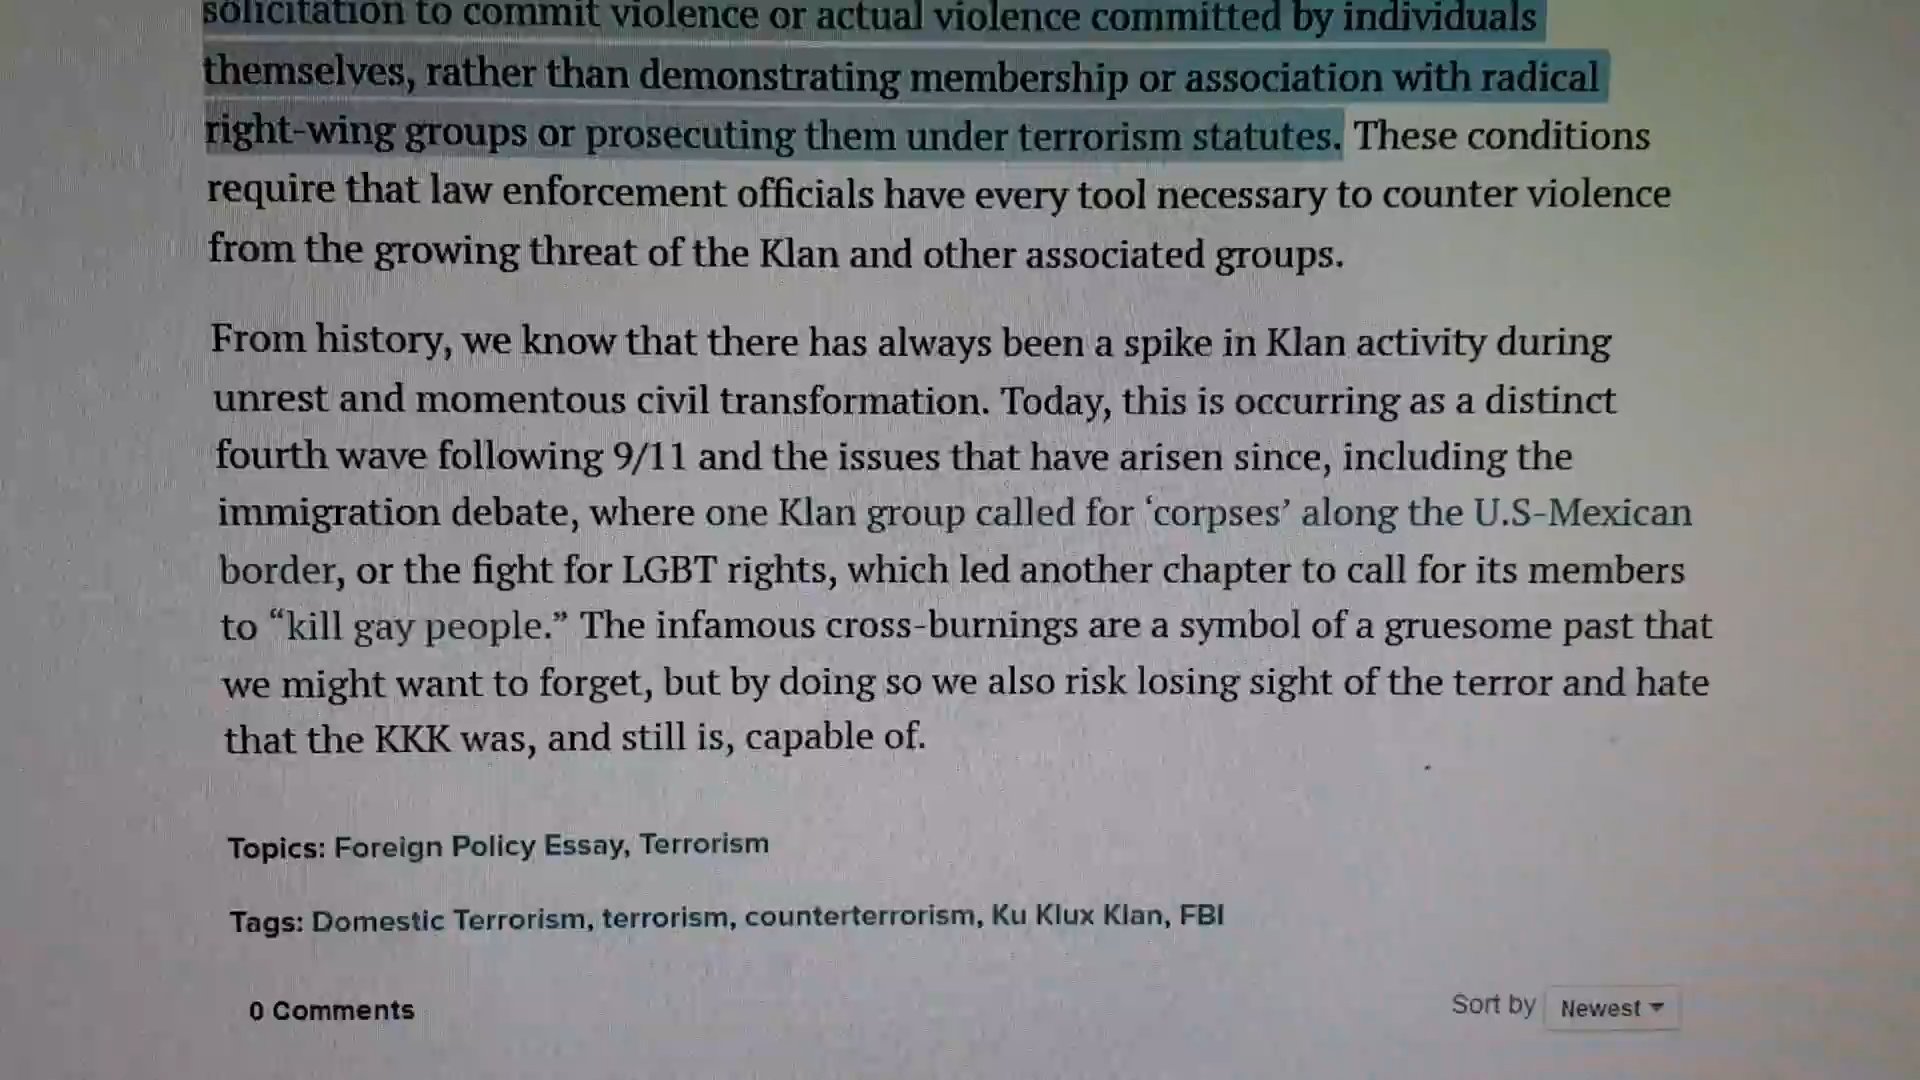 solicitation to commit violence or actual violence committed by individuals
themselves, rather than demonstrating membership or association with radical
right-wing groups or prosecuting them under terrorism statutes. These conditions
require that law enforcement officials have every tool necessary to counter violence
from the growing threat of the Klan and other associated groups.
From history, we know that there has always been a spike in Klan activity during
unrest and momentous civil transformation. Today, this is occurring as a distinct
fourth wave following 9/11 and the issues that have arisen since, including the
immigration debate, where one Klan group called for ‘corpses’ along the U.S-Mexican
border, or the fight for LGBT rights, which led another chapter to call for its members
to “kill gay people.” The infamous cross-burnings are a symbol of a gruesome past that
we might want to forget, but by doing so we also risk losing sight of the terror and hate
that the KKK was, and still is, capable of.
Topics: Foreign Policy Essay, Terrorism
Tags: Domestic Terrorism, terrorism, counterterrorism, Ku Klux Klan, FBI
0 Comments
Sort by Newest